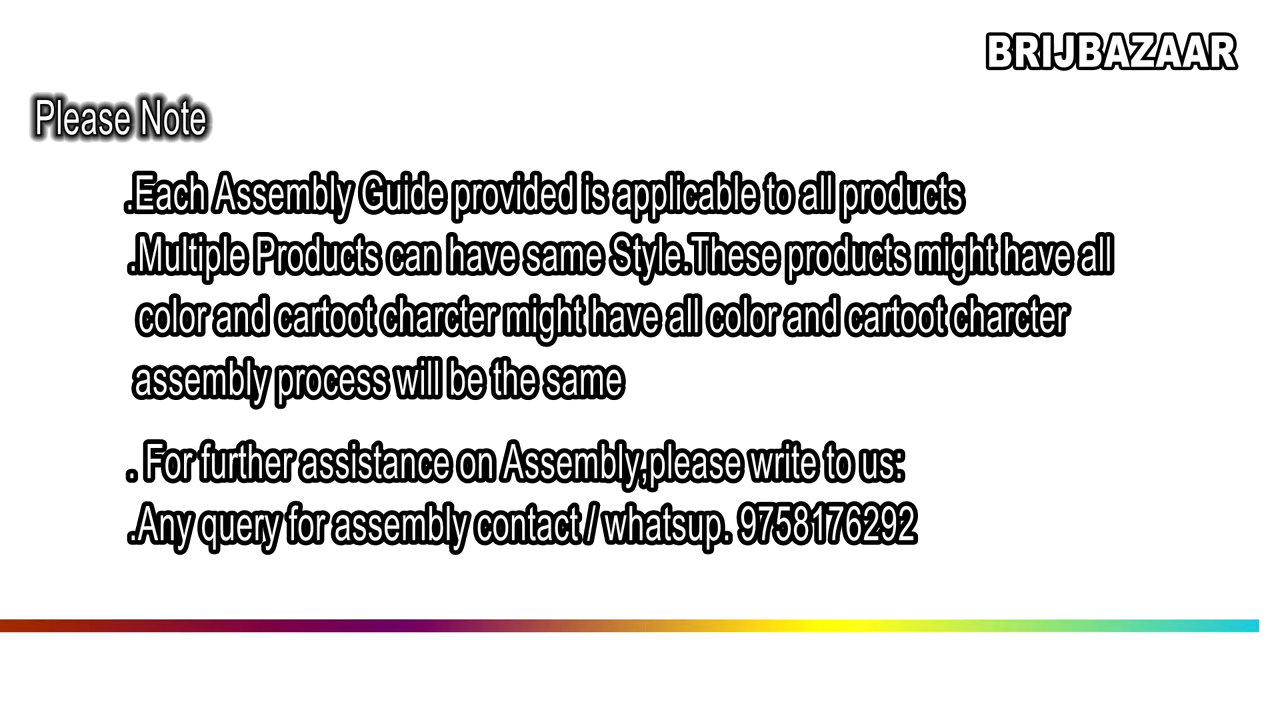 BRIJBAZAAR
Please Note
.Each Assembly Guide provided is applicable to all products
.Multiple Products can have same Style.These products might have all
color and cartoot charcter might have all color and cartoot charcter
assembly process will be the same
. For further assistance on Assembly,please write to us:
.Any query for assembly contact / whatsup. 9758176292